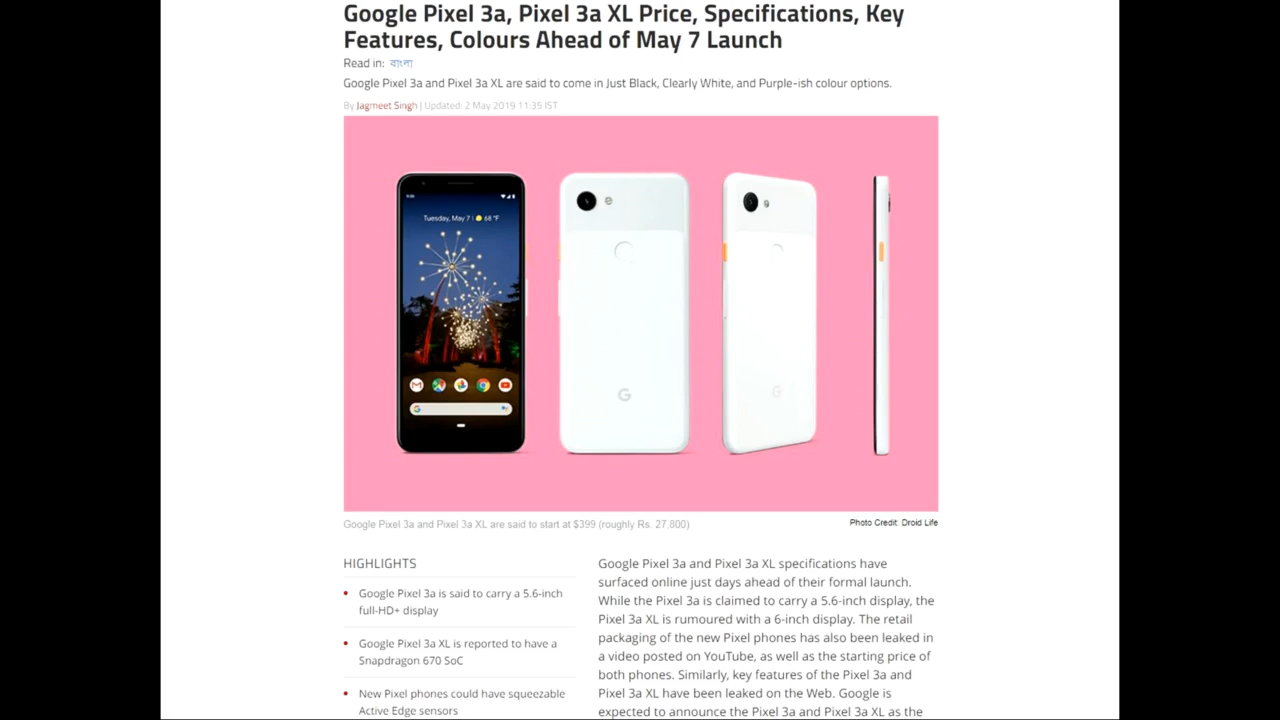 Google Pixel 3a, Pixel 3a XL Price, Specifications, Key
Features, Colours Ahead of May 7 Launch
Read in: বাংলা
Google Pixel 3a and Pixel 3a XL are said to come in Just Black, Clearly White, and Purple-ish colour options.
By Jagmeet Singh | Updated: 2 May 2019 11:35 IST
Tuesday, May 7 | 68 °F
G
G
Google Pixel 3a and Pixel 3a XL are said to start at $399 (roughly Rs. 27,800)
Photo Credit: Droid Life
HIGHLIGHTS
Google Pixel 3a is said to carry a 5.6-inch
full-HD+ display
Google Pixel 3a XL is reported to have a
Snapdragon 670 SoC
New Pixel phones could have squeezable
Active Edge sensors
Google Pixel 3a and Pixel 3a XL specifications have
surfaced online just days ahead of their formal launch.
While the Pixel 3a is claimed to carry a 5.6-inch display, the
Pixel 3a XL is rumoured with a 6-inch display. The retail
packaging of the new Pixel phones has also been leaked in
a video posted on YouTube, as well as the starting price of
both phones. Similarly, key features of the Pixel 3a and
Pixel 3a XL have been leaked on the Web. Google is
expected to announce the Pixel 3a and Pixel 3a XL as the